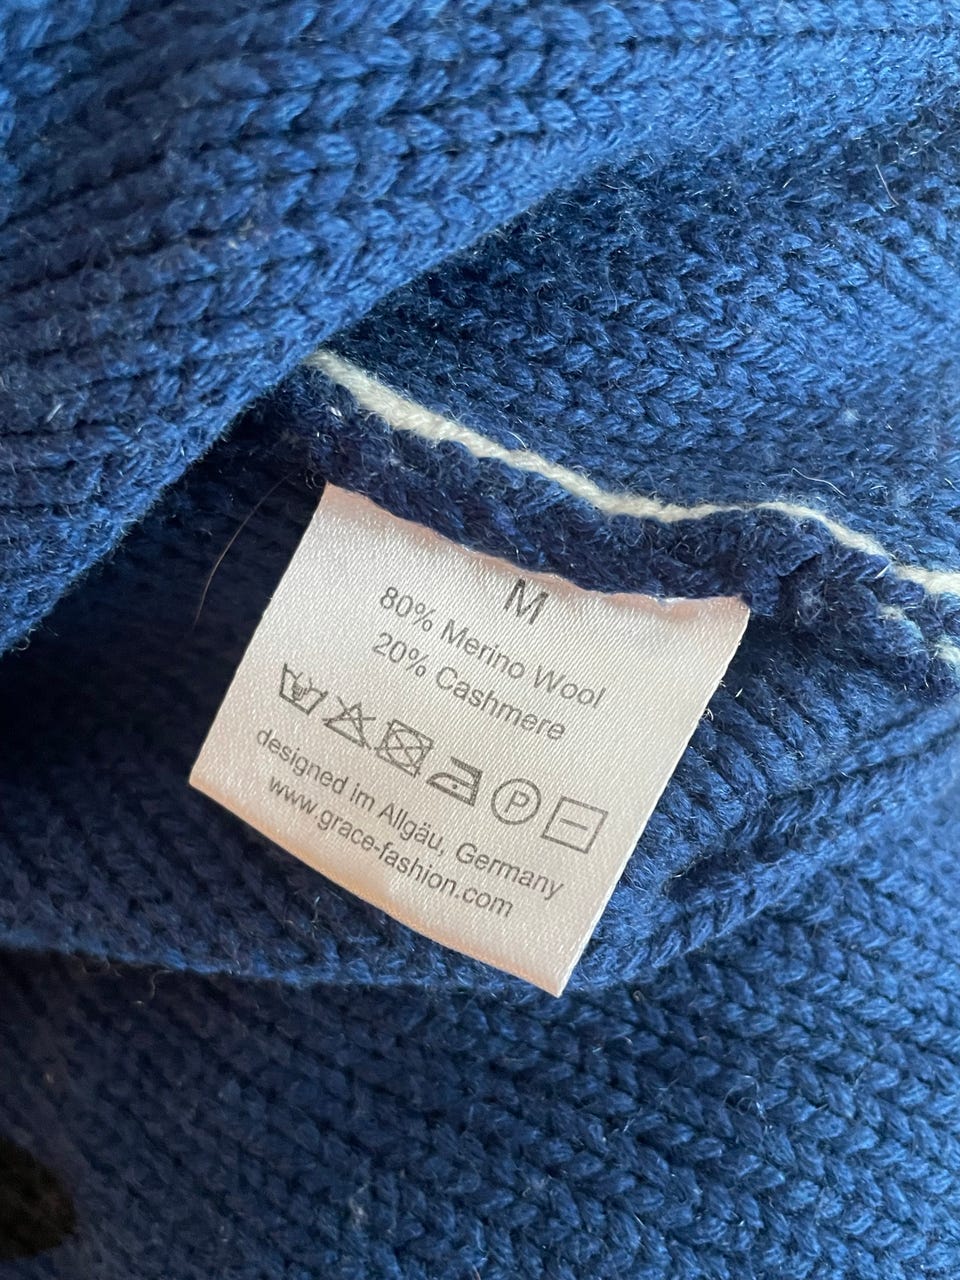 M
80% Merino Wool
20% Cashmere
P
designed im Allgäu, Germany
www.grace-fashion.com